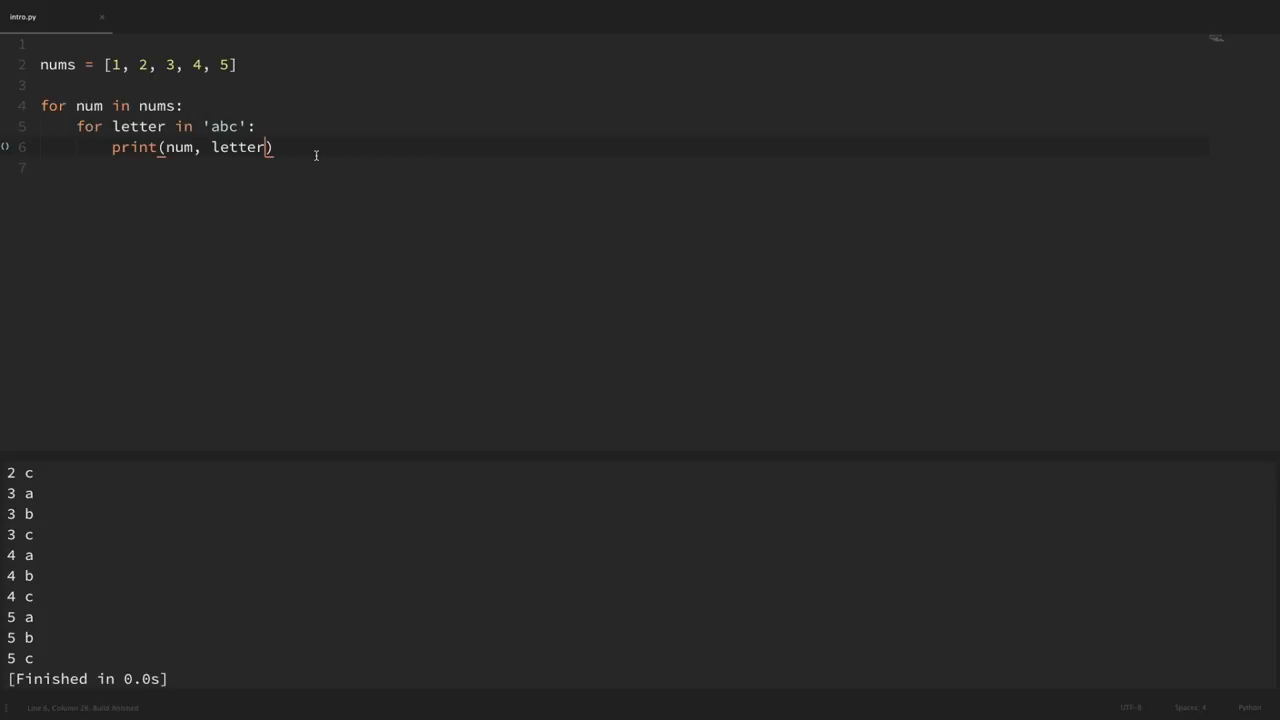 intro.py ×
1
2 nums = [1, 2, 3, 4, 5]
3
4 for num in nums:
5     for letter in 'abc':
() 6         print(num, letter)
7
2 c
3 a
3 b
3 c
4 a
4 b
4 c
5 a
5 b
5 c
[Finished in 0.0s]
Line 6, Column 26, Build finished UTF-8 Spaces: 4 Python